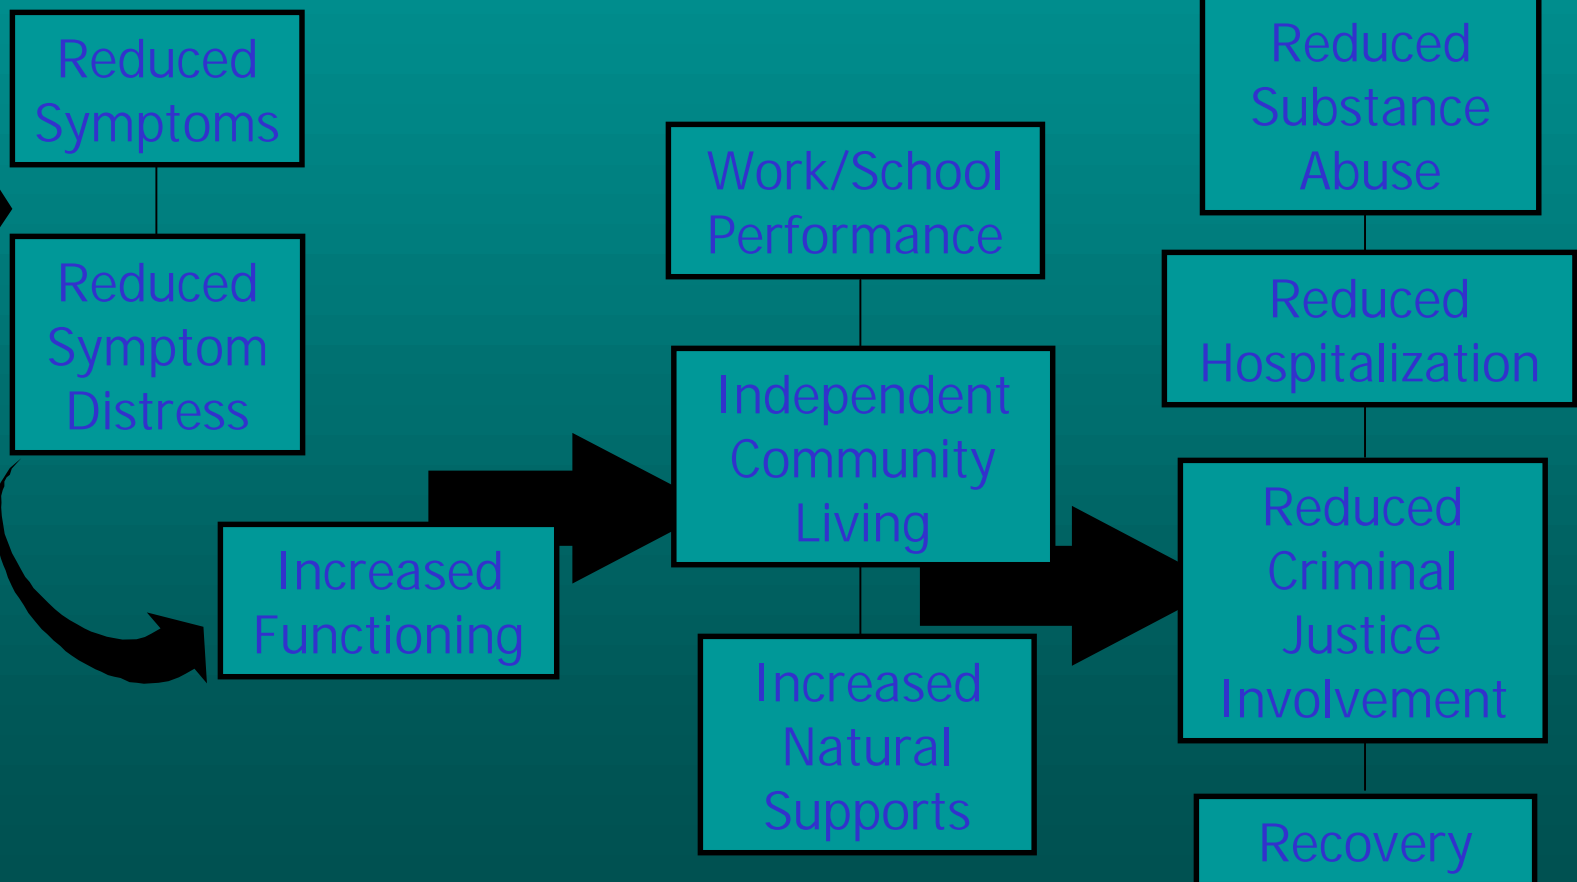 Reduced
Symptoms
Reduced
Symptom
Distress
Increased
Functioning
Work/School
Performance
Independent
Community
Living
Increased
Natural
Supports
Reduced
Substance
Abuse
Reduced
Hospitalization
Reduced
Criminal
Justice
Involvement
Recovery